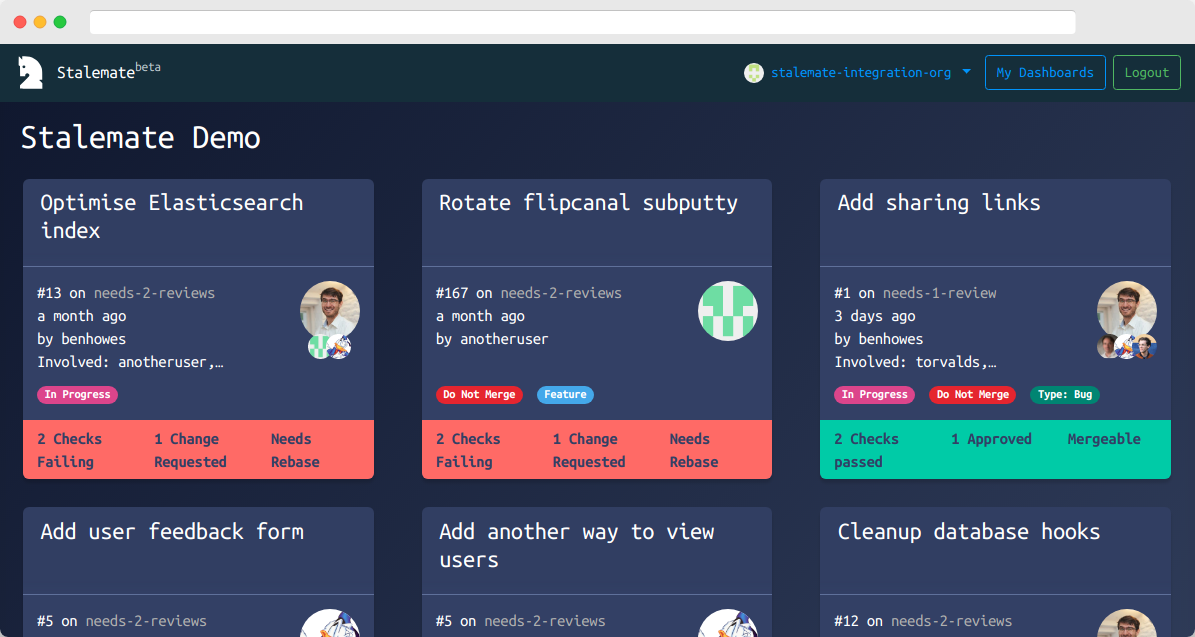 Stalemate beta
stalemate-integration-org
My Dashboards
Logout
Stalemate Demo
Optimise Elasticsearch
index
#13 on needs-2-reviews
a month ago
by benhowes
Involved: anotheruser,…
In Progress
2 Checks Failing
1 Change Requested
Needs Rebase
Rotate flipcanal subputty
#167 on needs-2-reviews
a month ago
by anotheruser
Do Not Merge
Feature
2 Checks Failing
1 Change Requested
Needs Rebase
Add sharing links
#1 on needs-1-review
3 days ago
by benhowes
Involved: torvalds,…
In Progress
Do Not Merge
Type: Bug
2 Checks passed
1 Approved
Mergeable
Add user feedback form
#5 on needs-2-reviews
Add another way to view
users
#5 on needs-2-reviews
Cleanup database hooks
#12 on needs-2-reviews